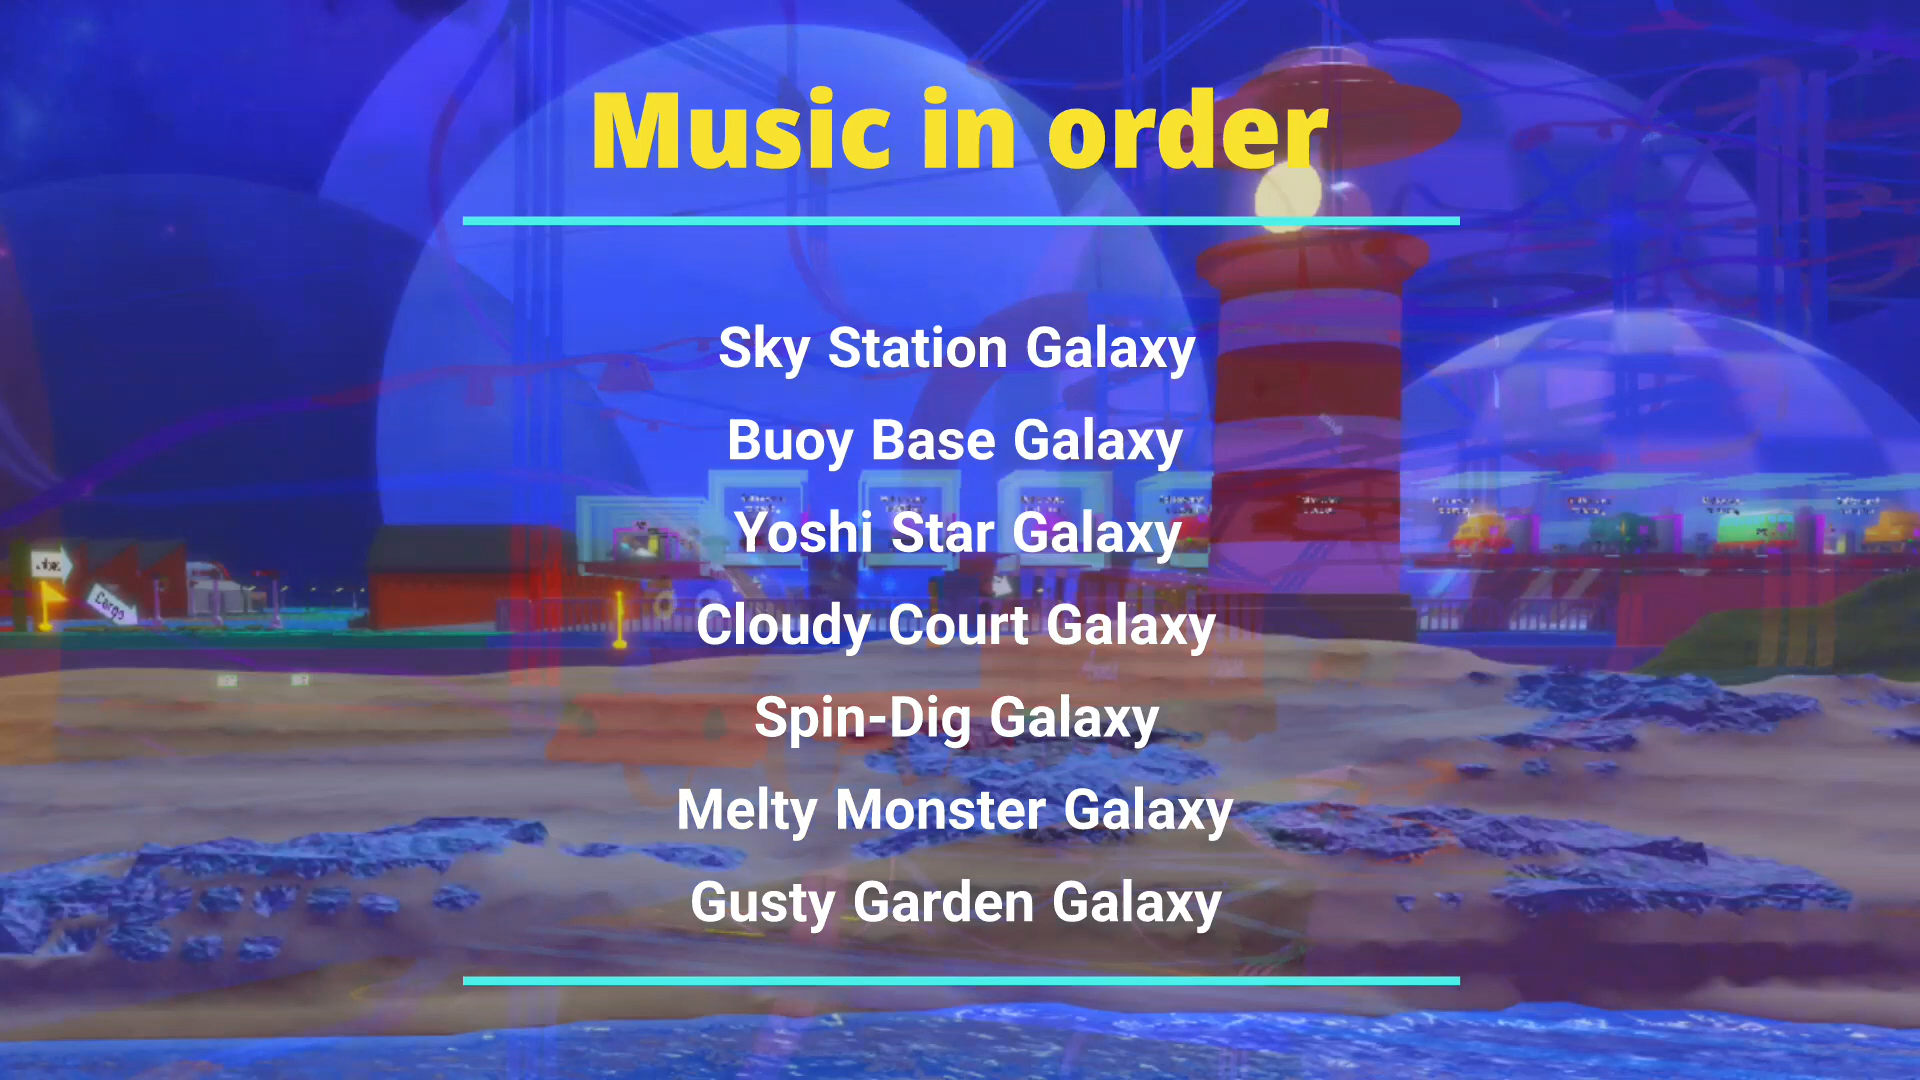 Music in order
Sky Station Galaxy
Buoy Base Galaxy
Yoshi Star Galaxy
Cloudy Court Galaxy
Spin-Dig Galaxy
Melty Monster Galaxy
Gusty Garden Galaxy
Cargo